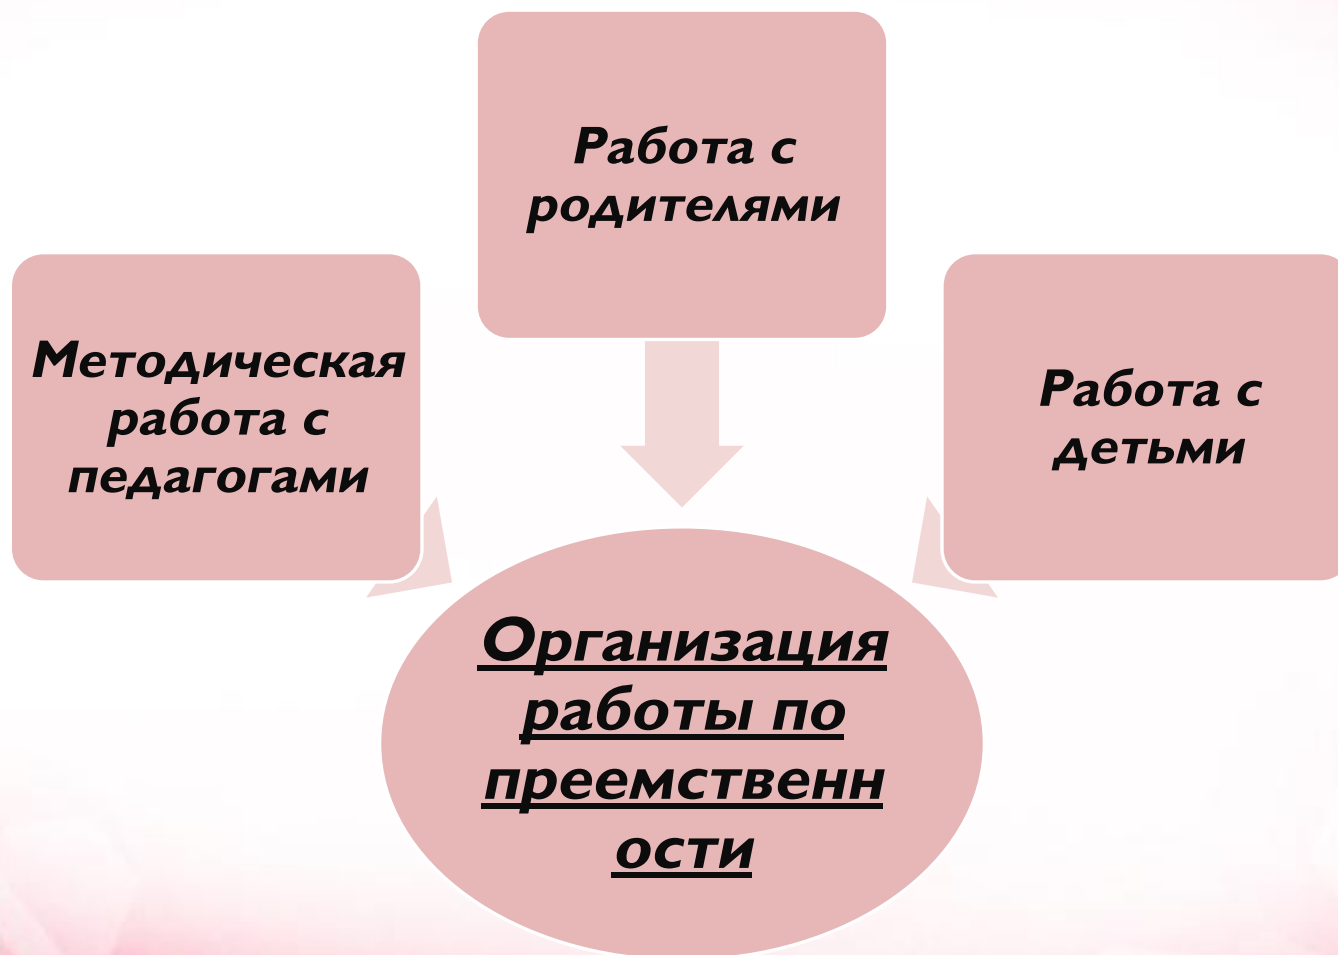 Работа с
родителями
Методическая
работа с
педагогами
Работа с
детьми
Организация
работы по
преемственн
ости